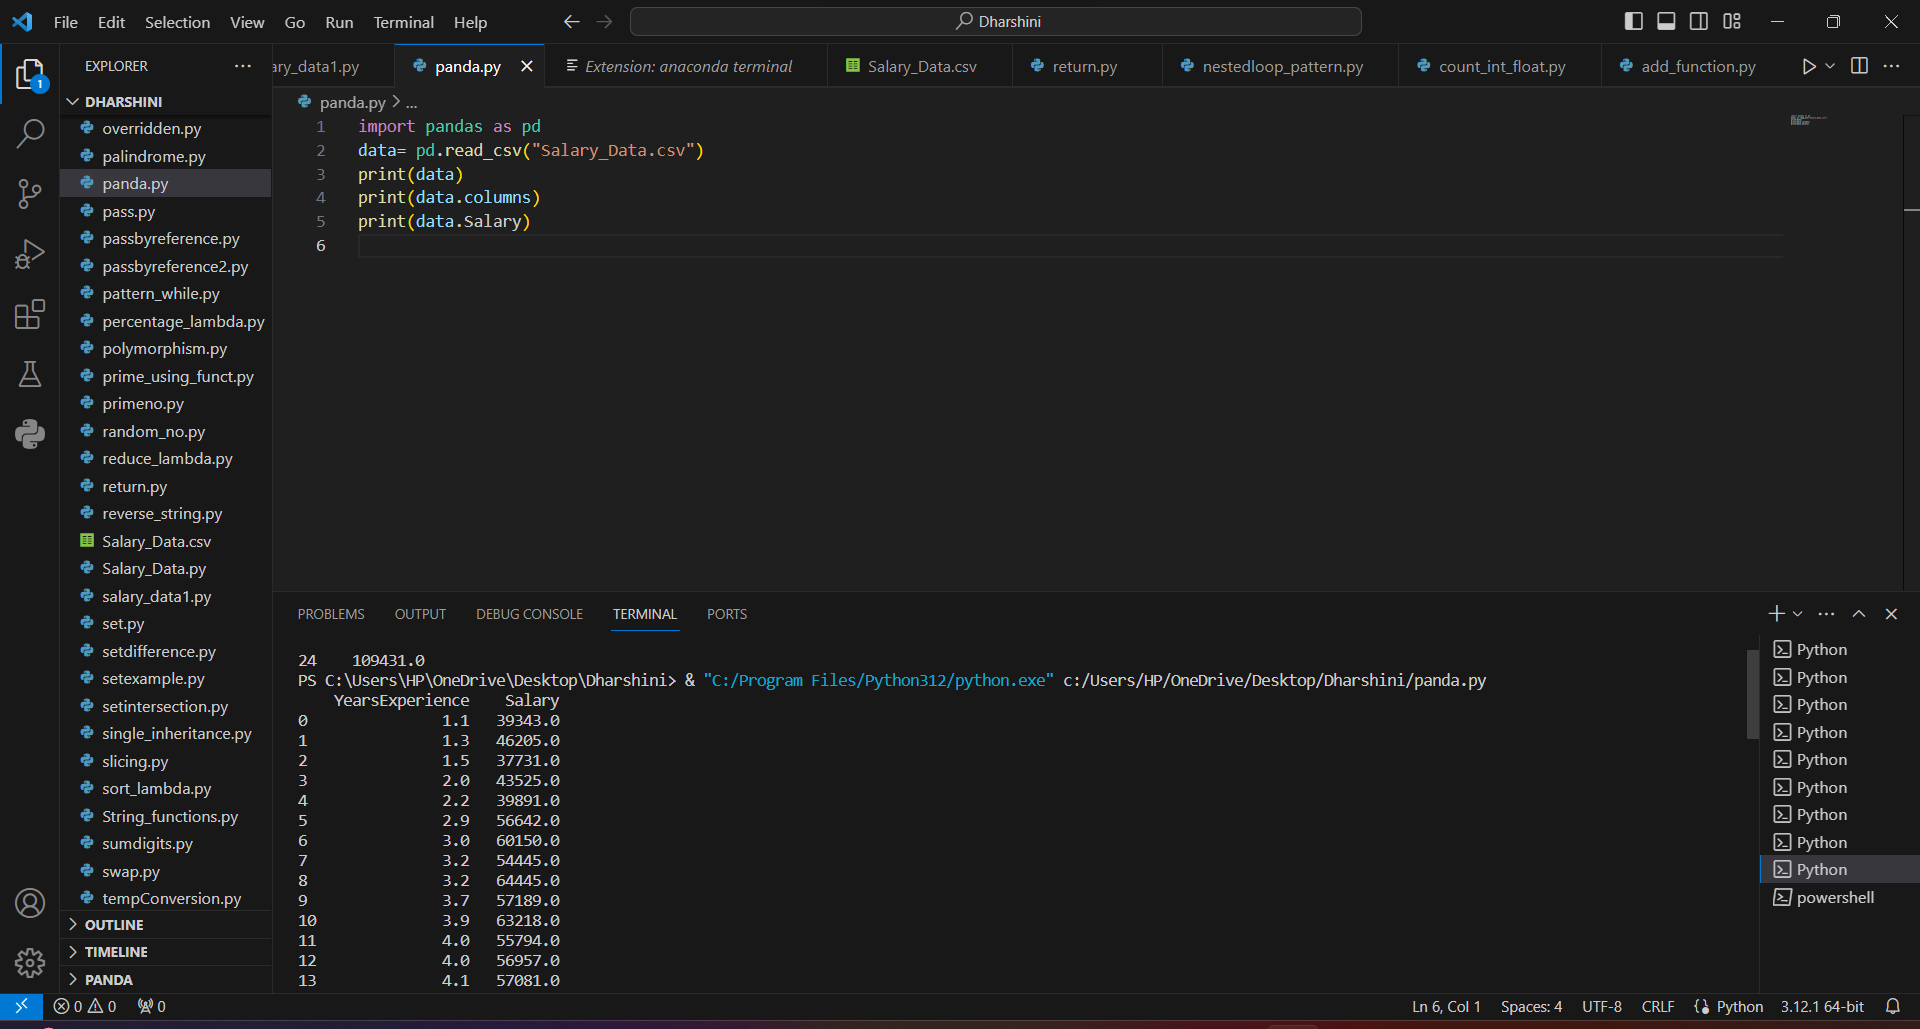 File Edit Selection View Go Run Terminal Help
Dharshini
EXPLORER
ary_data1.py
panda.py
Extension: anaconda terminal
Salary_Data.csv
return.py
nestedloop_pattern.py
count_int_float.py
add_function.py
1
DHARSHINI
overridden.py
palindrome.py
panda.py
pass.py
passbyreference.py
passbyreference2.py
pattern_while.py
percentage_lambda.py
polymorphism.py
prime_using_funct.py
primeno.py
random_no.py
reduce_lambda.py
return.py
reverse_string.py
Salary_Data.csv
Salary_Data.py
salary_data1.py
set.py
setdifference.py
setexample.py
setintersection.py
single_inheritance.py
slicing.py
sort_lambda.py
String_functions.py
sumdigits.py
swap.py
tempConversion.py
OUTLINE
TIMELINE
PANDA
panda.py > ...
1 import pandas as pd
2 data= pd.read_csv("Salary_Data.csv")
3 print(data)
4 print(data.columns)
5 print(data.Salary)
6
PROBLEMS OUTPUT DEBUG CONSOLE TERMINAL PORTS
24 109431.0
PS C:\Users\HP\OneDrive\Desktop\Dharshini> & "C:/Program Files/Python312/python.exe" c:/Users/HP/OneDrive/Desktop/Dharshini/panda.py
YearsExperience Salary
0 1.1 39343.0
1 1.3 46205.0
2 1.5 37731.0
3 2.0 43525.0
4 2.2 39891.0
5 2.9 56642.0
6 3.0 60150.0
7 3.2 54445.0
8 3.2 64445.0
9 3.7 57189.0
10 3.9 63218.0
11 4.0 55794.0
12 4.0 56957.0
13 4.1 57081.0
Python
Python
Python
Python
Python
Python
Python
Python
Python
powershell
0 0 0
Ln 6, Col 1 Spaces: 4 UTF-8 CRLF Python 3.12.1 64-bit